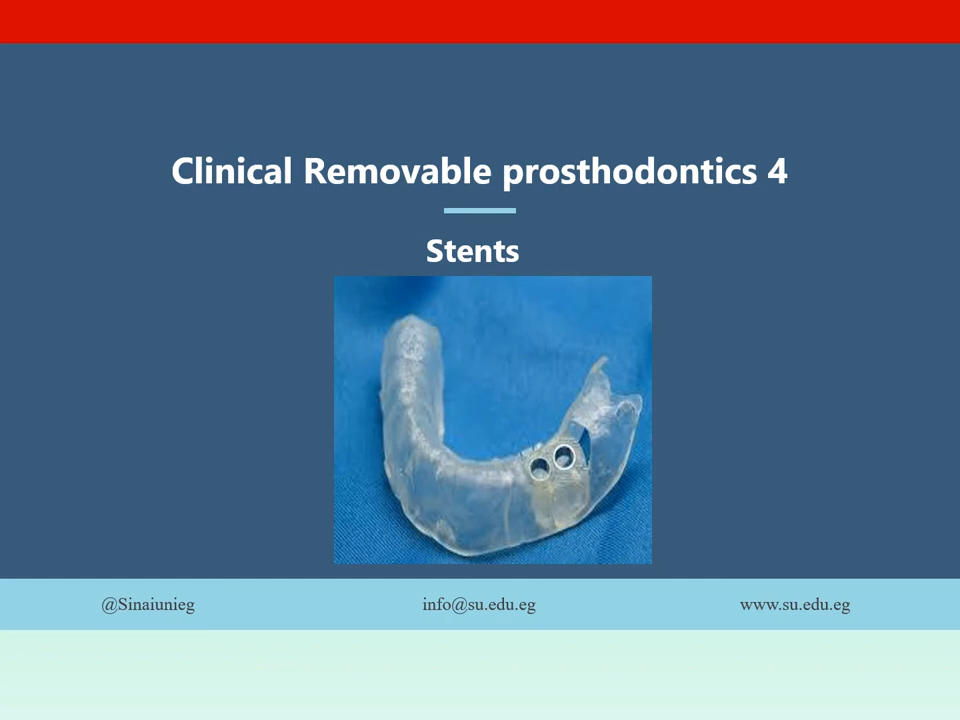 Clinical Removable prosthodontics 4
Stents
@Sinaiunieg
info@su.edu.eg
www.su.edu.eg